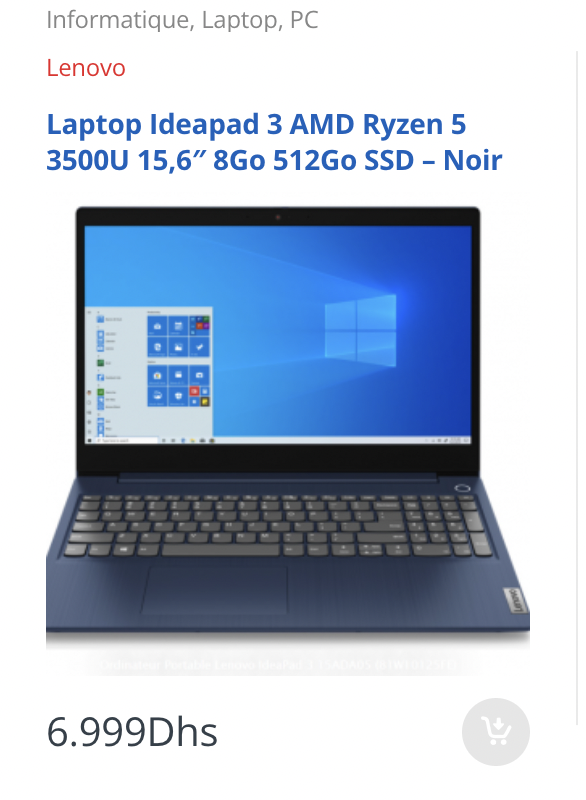 Informatique, Laptop, PC
Lenovo
Laptop Ideapad 3 AMD Ryzen 5
3500U 15,6″ 8Go 512Go SSD – Noir
Lenovo
6.999Dhs